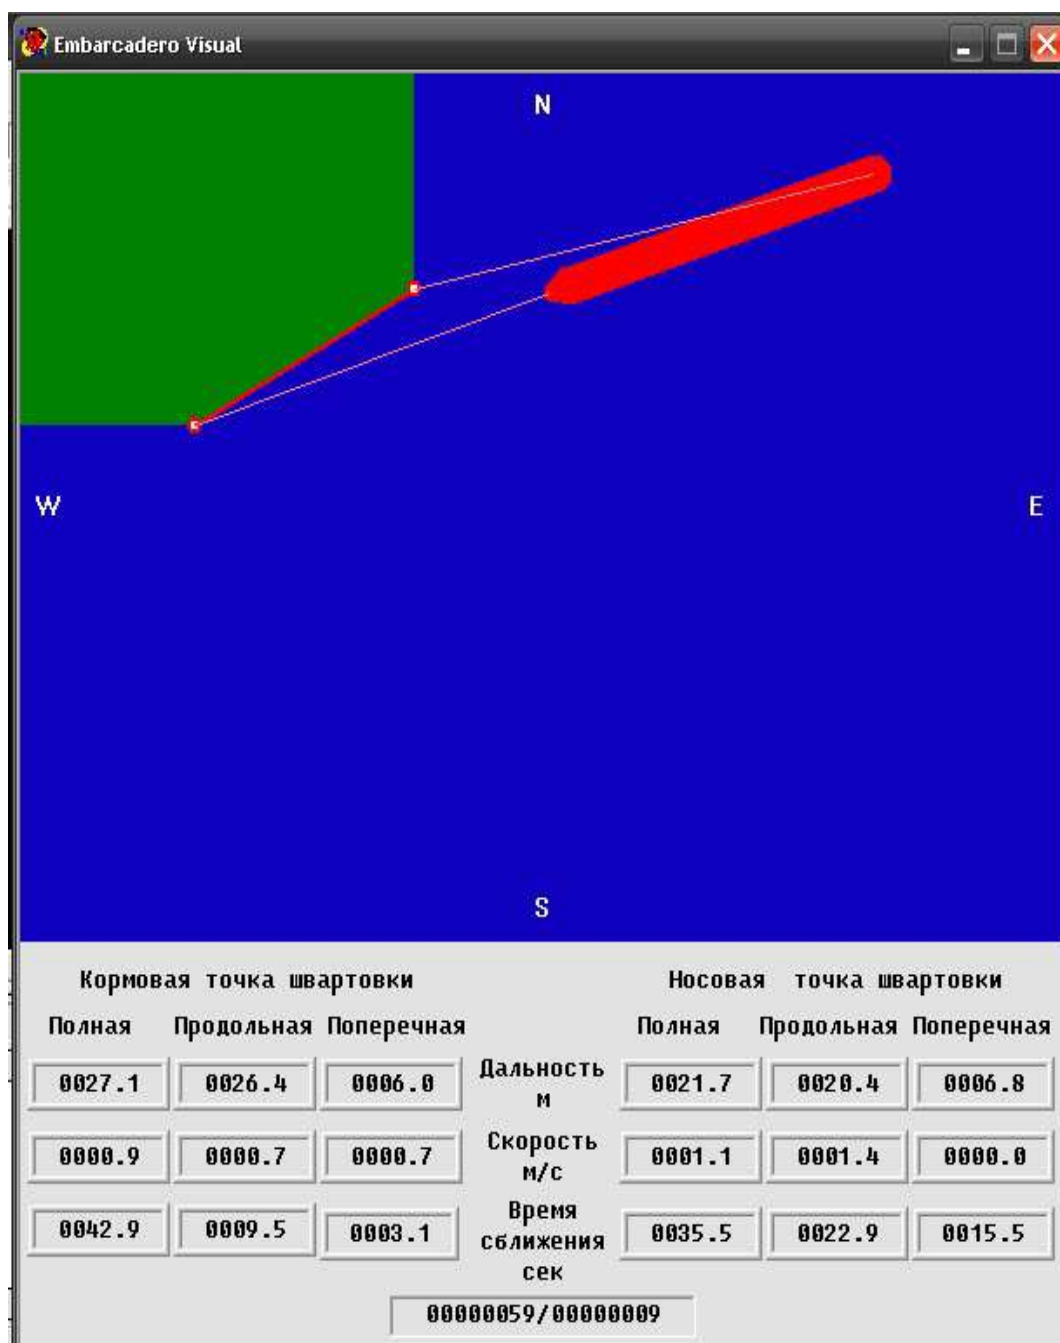 Embarcadero Visual
N
W
E
S
Кормовая точка швартовки
Носовая точка швартовки
Полная Продольная Поперечная
Полная Продольная Поперечная
0027.1 0026.4 0006.0
Дальность
м
0021.7 0020.4 0006.8
0000.9 0000.7 0000.7
Скорость
м/с
0001.1 0001.4 0000.0
0042.9 0009.5 0003.1
Время
сближения
сек
0035.5 0022.9 0015.5
00000059/00000009